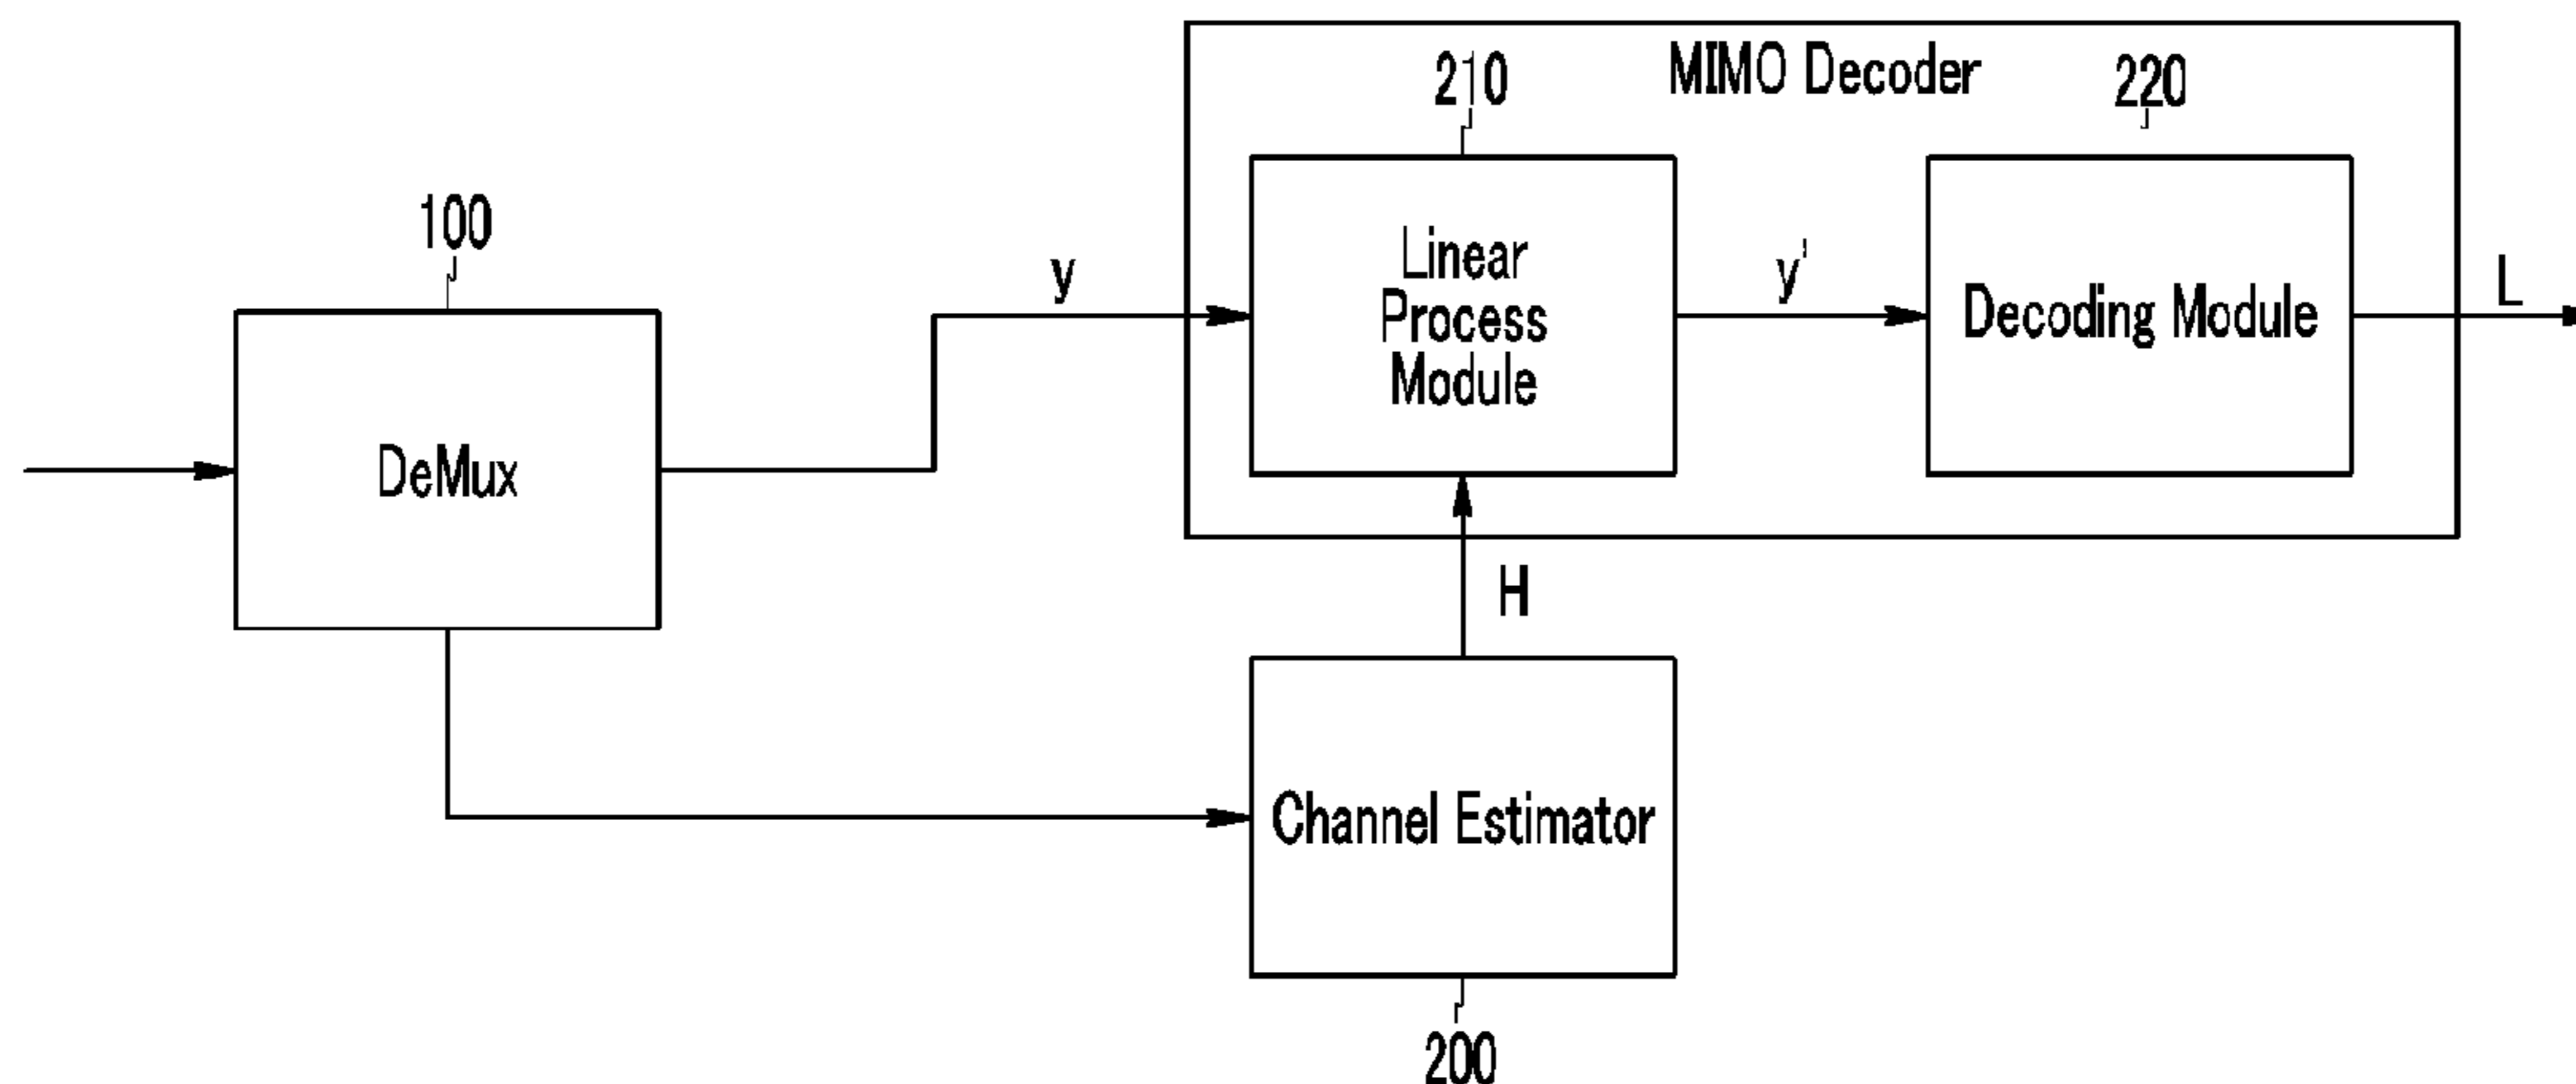 MIMO Decoder
210
220
100
Linear
Process
Module
y
y'
Decoding Module
L
DeMux
H
Channel Estimator
200